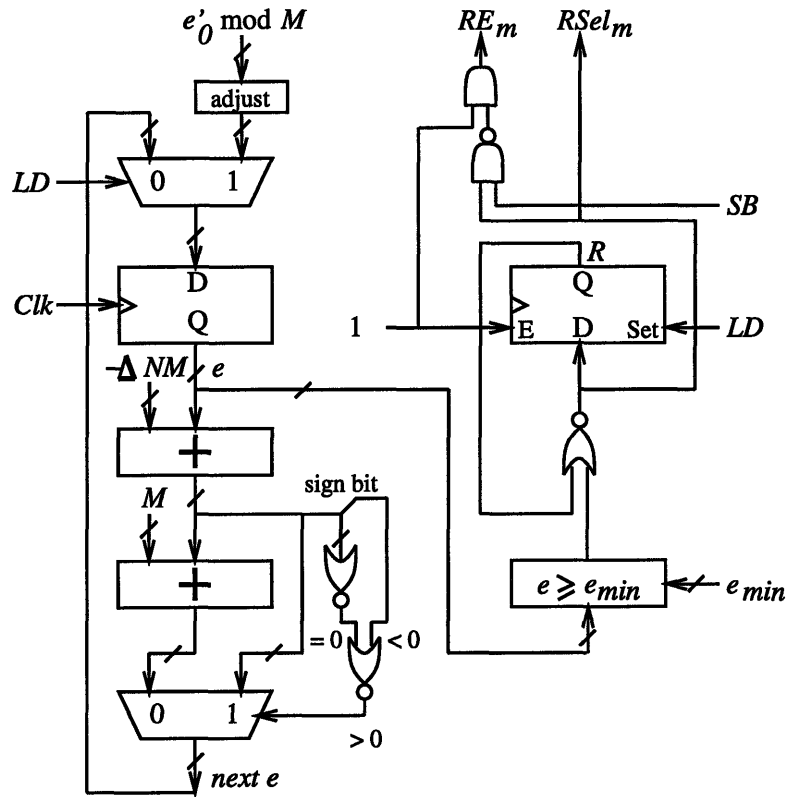 e'₀ mod M
adjust
LD
0 1
D
Clk
Q
-Δ NM
e
+
M
sign bit
+
= 0
< 0
0 1
> 0
next e
RE_m
RSel_m
SB
R
Q
1
E D Set
LD
e ⩾ e_min
e_min